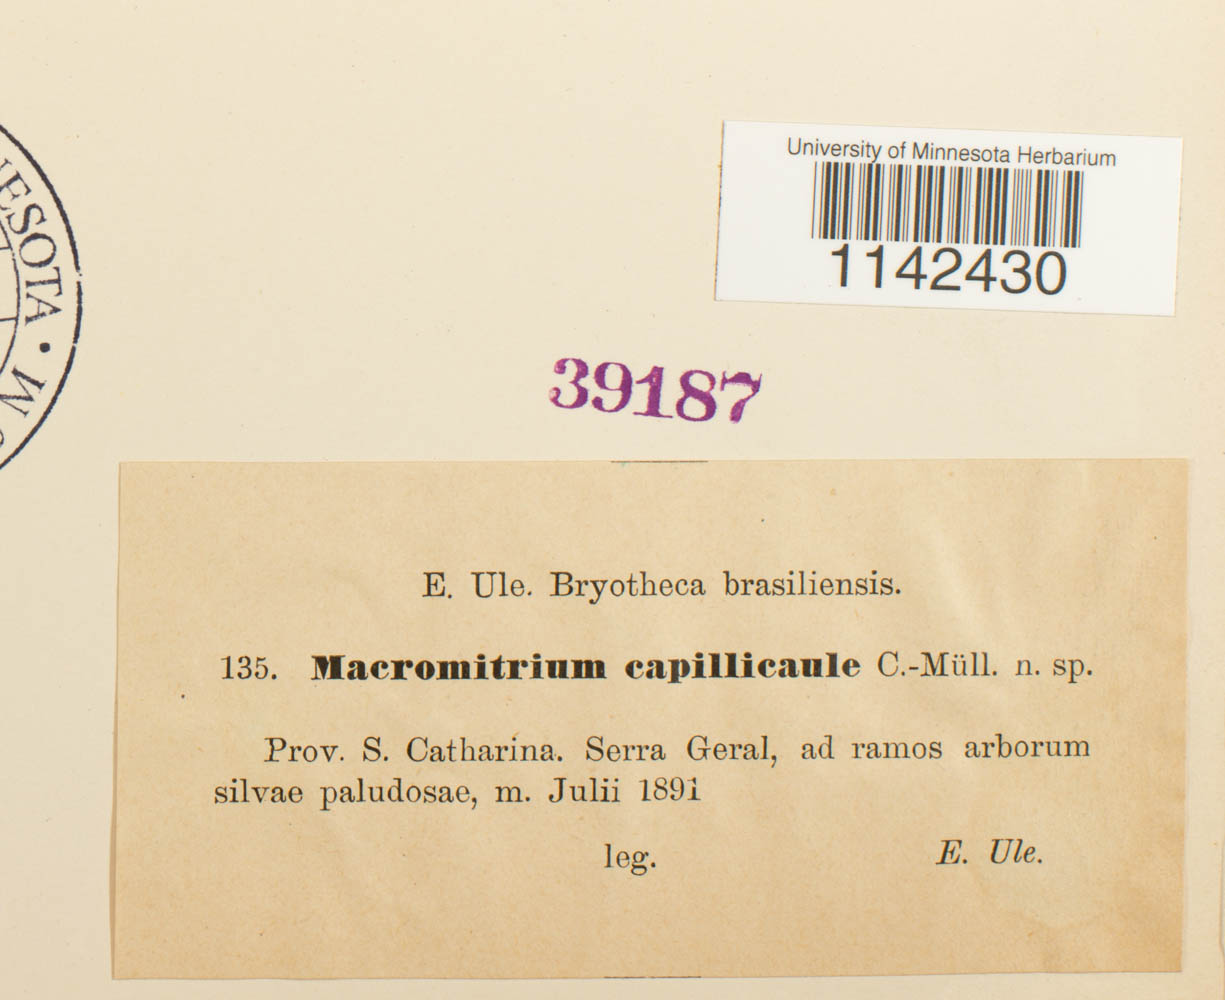 University of Minnesota Herbarium
1142430
39187
E. Ule. Bryotheca brasiliensis.
135. Macromitrium capillicaule C.-Müll. n. sp.
Prov. S. Catharina. Serra Geral, ad ramos arborum
silvae paludosae, m. Julii 1891
leg. E. Ule.